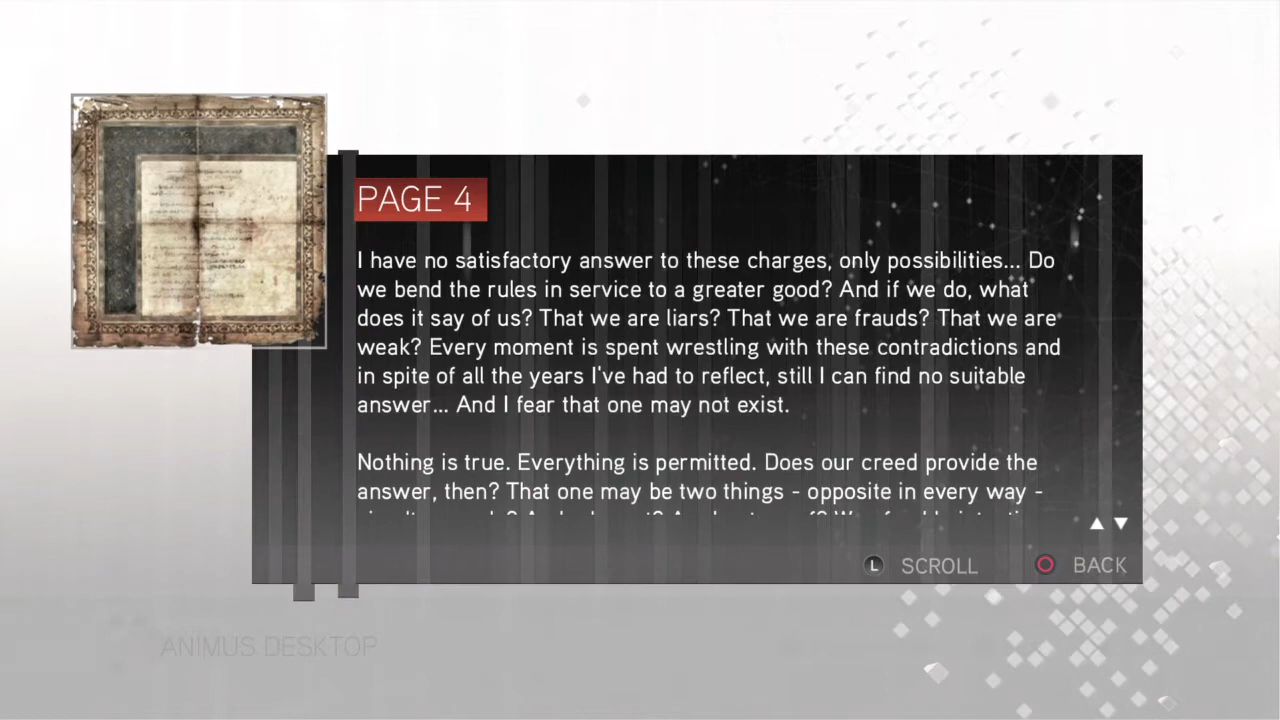 PAGE 4
I have no satisfactory answer to these charges, only possibilities... Do
we bend the rules in service to a greater good? And if we do, what
does it say of us? That we are liars? That we are frauds? That we are
weak? Every moment is spent wrestling with these contradictions and
in spite of all the years I've had to reflect, still I can find no suitable
answer... And I fear that one may not exist.
Nothing is true. Everything is permitted. Does our creed provide the
answer, then? That one may be two things - opposite in every way -
L SCROLL BACK
ANIMUS DESKTOP